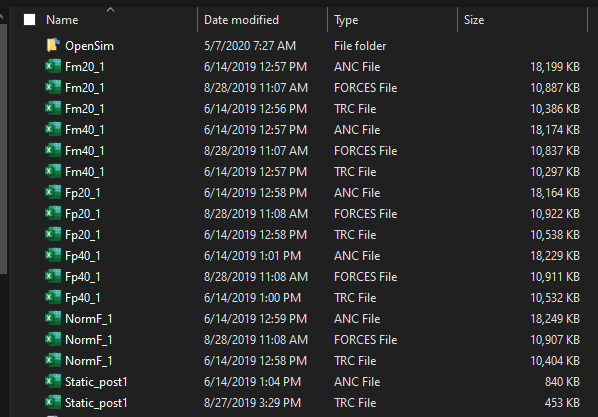 Name Date modified Type Size
OpenSim 5/7/2020 7:27 AM File folder
Fm20_1 6/14/2019 12:57 PM ANC File 18,199 KB
Fm20_1 8/28/2019 11:07 AM FORCES File 10,887 KB
Fm20_1 6/14/2019 12:56 PM TRC File 10,386 KB
Fm40_1 6/14/2019 12:57 PM ANC File 18,174 KB
Fm40_1 8/28/2019 11:07 AM FORCES File 10,837 KB
Fm40_1 6/14/2019 12:57 PM TRC File 10,297 KB
Fp20_1 6/14/2019 12:58 PM ANC File 18,164 KB
Fp20_1 8/28/2019 11:08 AM FORCES File 10,922 KB
Fp20_1 6/14/2019 12:58 PM TRC File 10,538 KB
Fp40_1 6/14/2019 1:01 PM ANC File 18,229 KB
Fp40_1 8/28/2019 11:08 AM FORCES File 10,911 KB
Fp40_1 6/14/2019 1:00 PM TRC File 10,532 KB
NormF_1 6/14/2019 12:59 PM ANC File 18,249 KB
NormF_1 8/28/2019 11:08 AM FORCES File 10,907 KB
NormF_1 6/14/2019 12:58 PM TRC File 10,404 KB
Static_post1 6/14/2019 1:04 PM ANC File 840 KB
Static_post1 8/27/2019 3:29 PM TRC File 453 KB